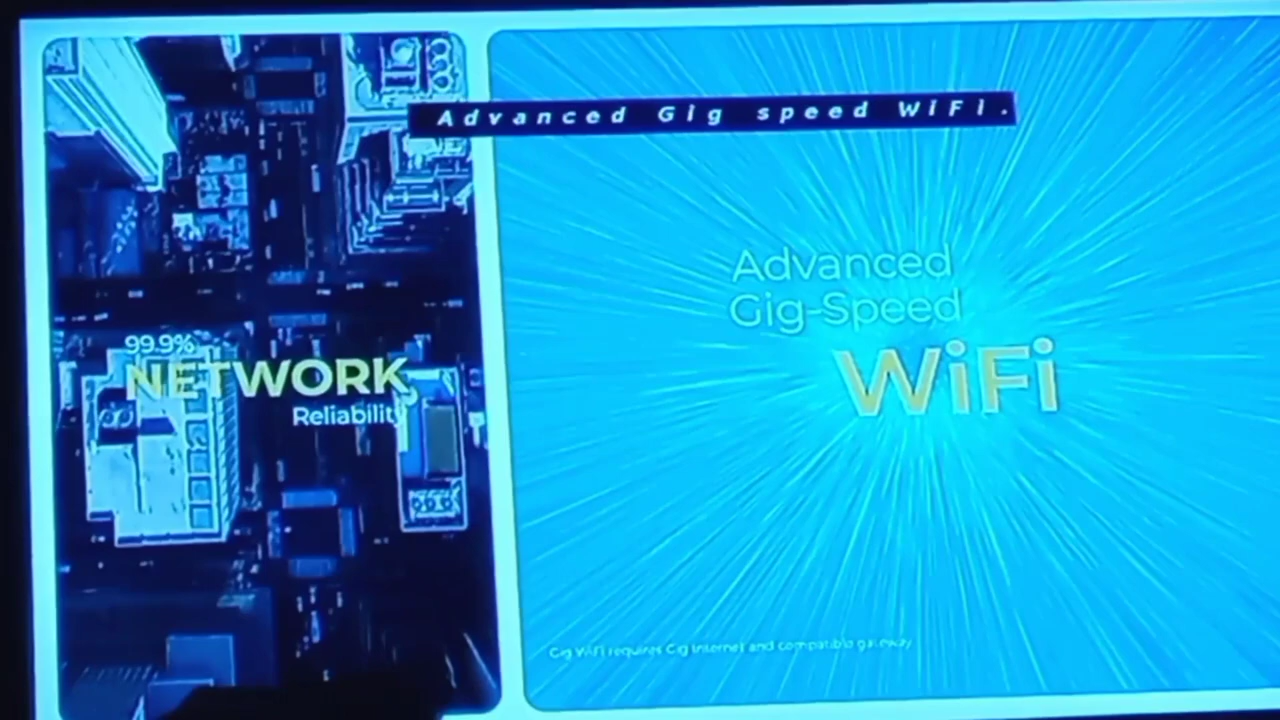 Advanced Gig speed WiFi.
99.9%
NETWORK
Reliability
Advanced
Gig-Speed
WiFi
Gig WiFi requires Gig Internet and compatible gateway